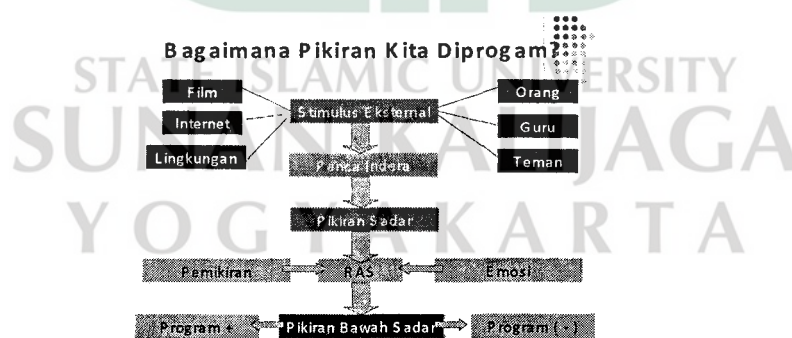 Bagaimana Pikiran Kita Diprogam?
STATE ISLAMIC UNIVERSITY
SUNAN KALIJAGA
YOGYAKARTA
Film
Internet
Lingkungan
Stimulus Eksternal
Orang
Guru
Teman
Panca Indera
Pikiran Sadar
Pemikiran
RAS
Emosi
Program +
Pikiran Bawah Sadar
Program ( - )